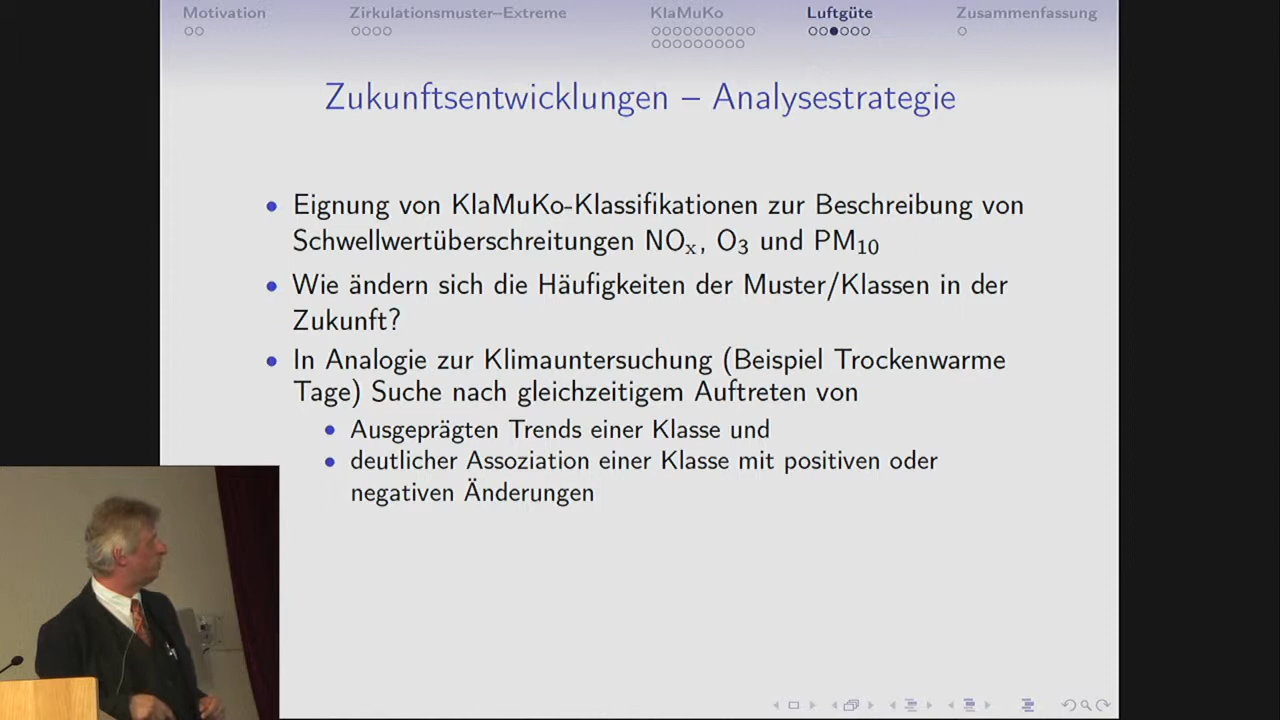 Motivation Zirkulationsmuster–Extreme KlaMuKo Luftgüte Zusammenfassung
Zukunftsentwicklungen – Analysestrategie
Eignung von KlaMuKo-Klassifikationen zur Beschreibung von
Schwellwertüberschreitungen NOx, O3 und PM10
Wie ändern sich die Häufigkeiten der Muster/Klassen in der
Zukunft?
In Analogie zur Klimauntersuchung (Beispiel Trockenwarme
Tage) Suche nach gleichzeitigem Auftreten von
Ausgeprägten Trends einer Klasse und
deutlicher Assoziation einer Klasse mit positiven oder
negativen Änderungen